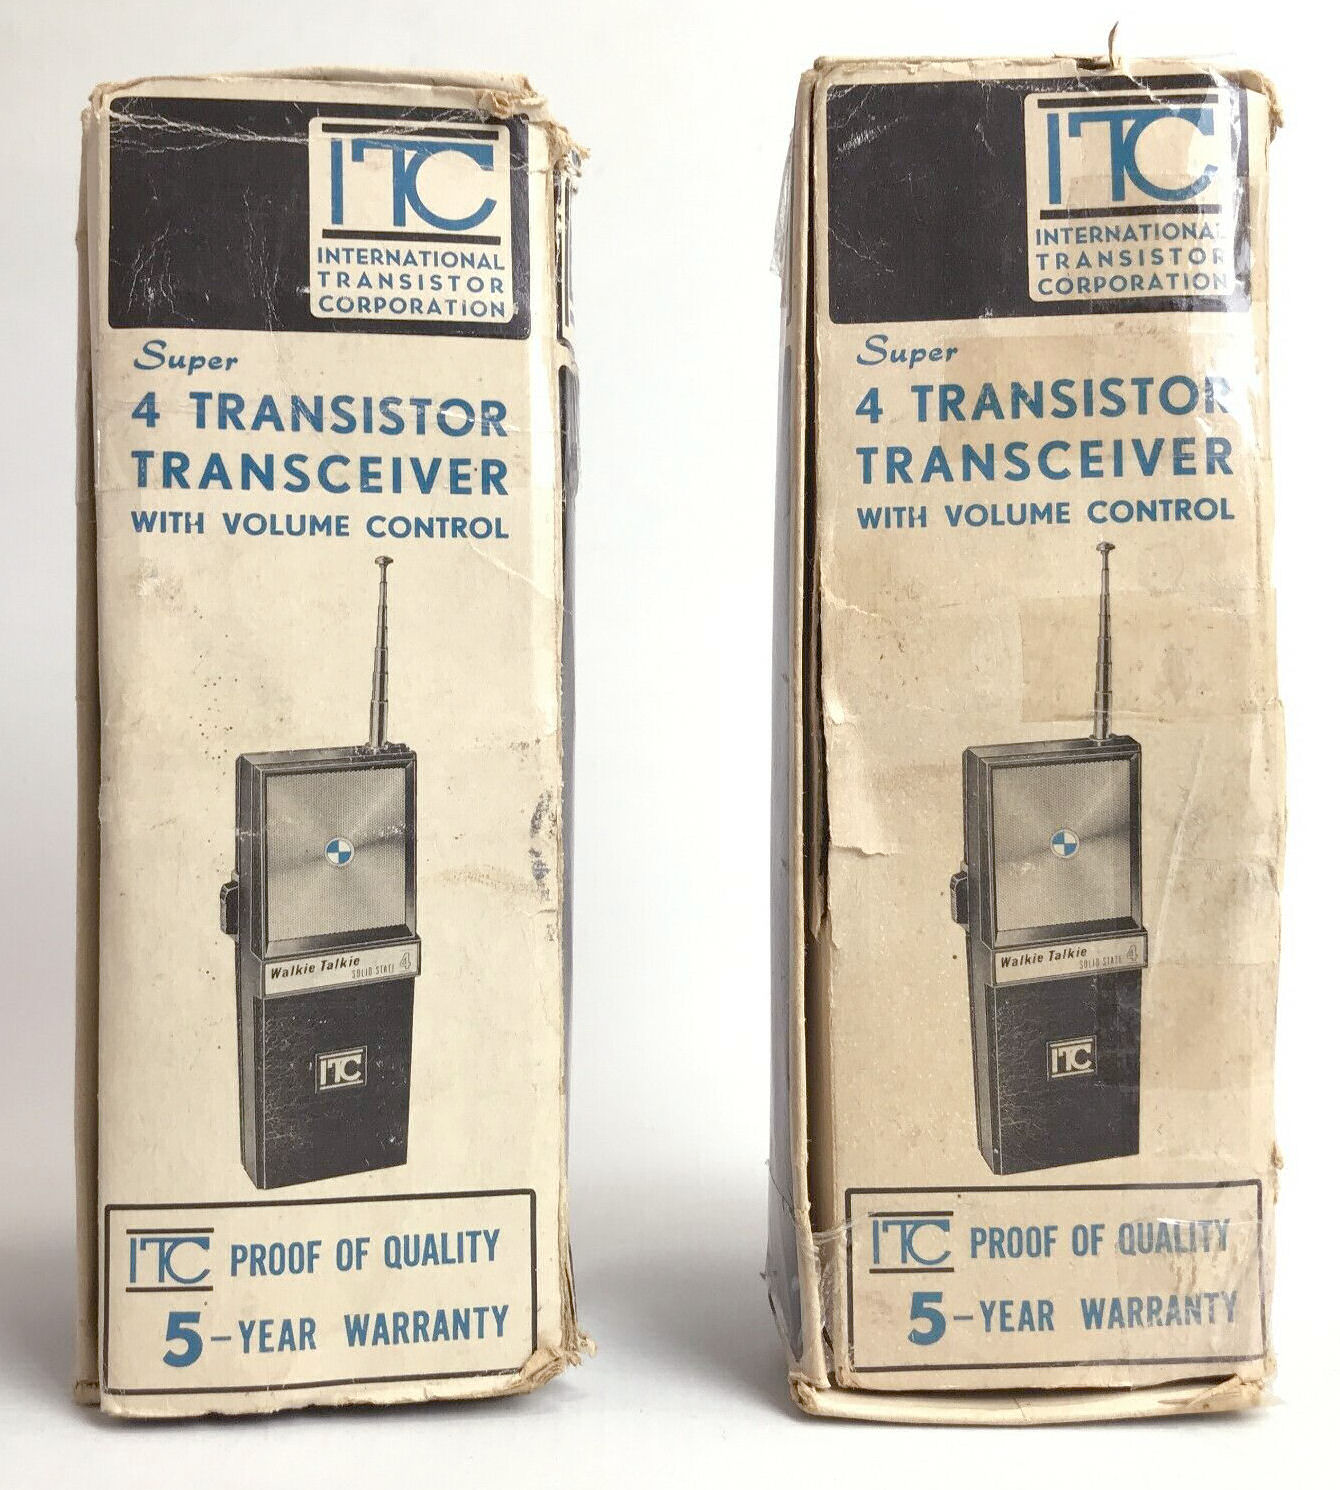 ITC
INTERNATIONAL
TRANSISTOR
CORPORATION
Super
4 TRANSISTOR
TRANSCEIVER
WITH VOLUME CONTROL
Walkie Talkie
SOLID STATE 4
ITC
ITC PROOF OF QUALITY
5-YEAR WARRANTY
ITC
INTERNATIONAL
TRANSISTOR
CORPORATION
Super
4 TRANSISTOR
TRANSCEIVER
WITH VOLUME CONTROL
Walkie Talkie
SOLID STATE 4
ITC
ITC PROOF OF QUALITY
5-YEAR WARRANTY